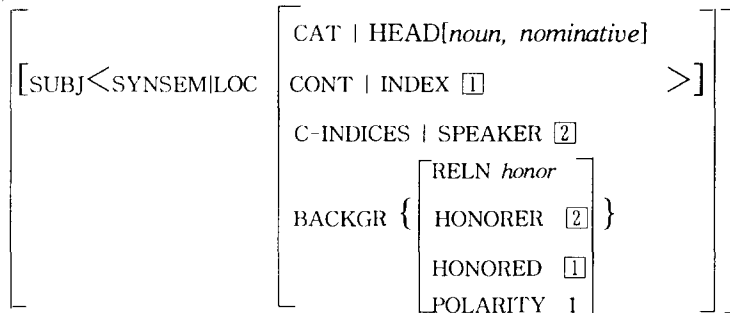 CAT | HEAD[noun, nominative]
[SUBJ<SYNSEM|LOC CONT | INDEX [1] >]
C-INDICES | SPEAKER [2]
RELN honor
BACKGR { HONORER [2] }
HONORED [1]
POLARITY 1